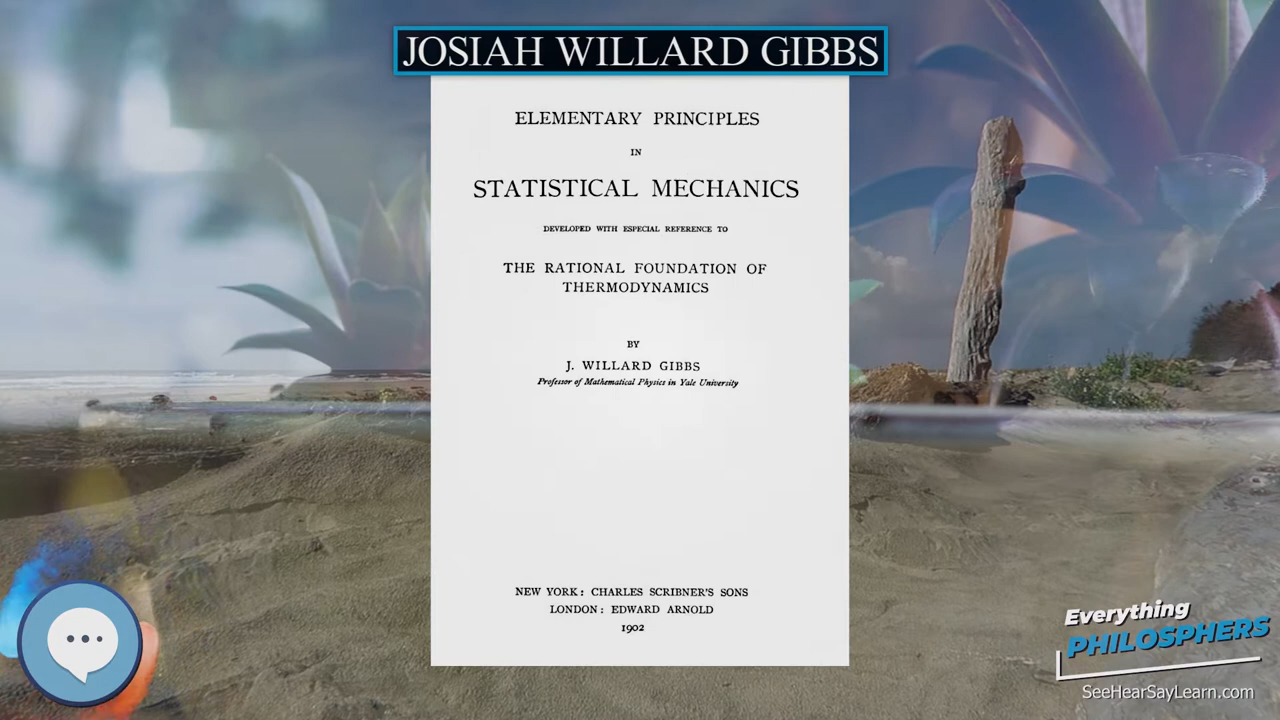 JOSIAH WILLARD GIBBS
ELEMENTARY PRINCIPLES
IN
STATISTICAL MECHANICS
DEVELOPED WITH ESPECIAL REFERENCE TO
THE RATIONAL FOUNDATION OF
THERMODYNAMICS
BY
J. WILLARD GIBBS
Professor of Mathematical Physics in Yale University
NEW YORK : CHARLES SCRIBNER'S SONS
LONDON : EDWARD ARNOLD
1902
Everything
PHILOSPHERS
SeeHearSayLearn.com